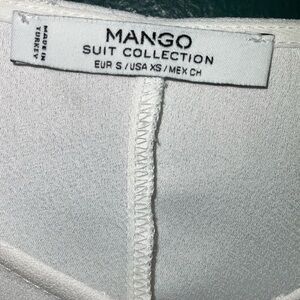 MANGO
SUIT COLLECTION
EUR S / USA XS / MEX CH
MADE IN
TURKEY